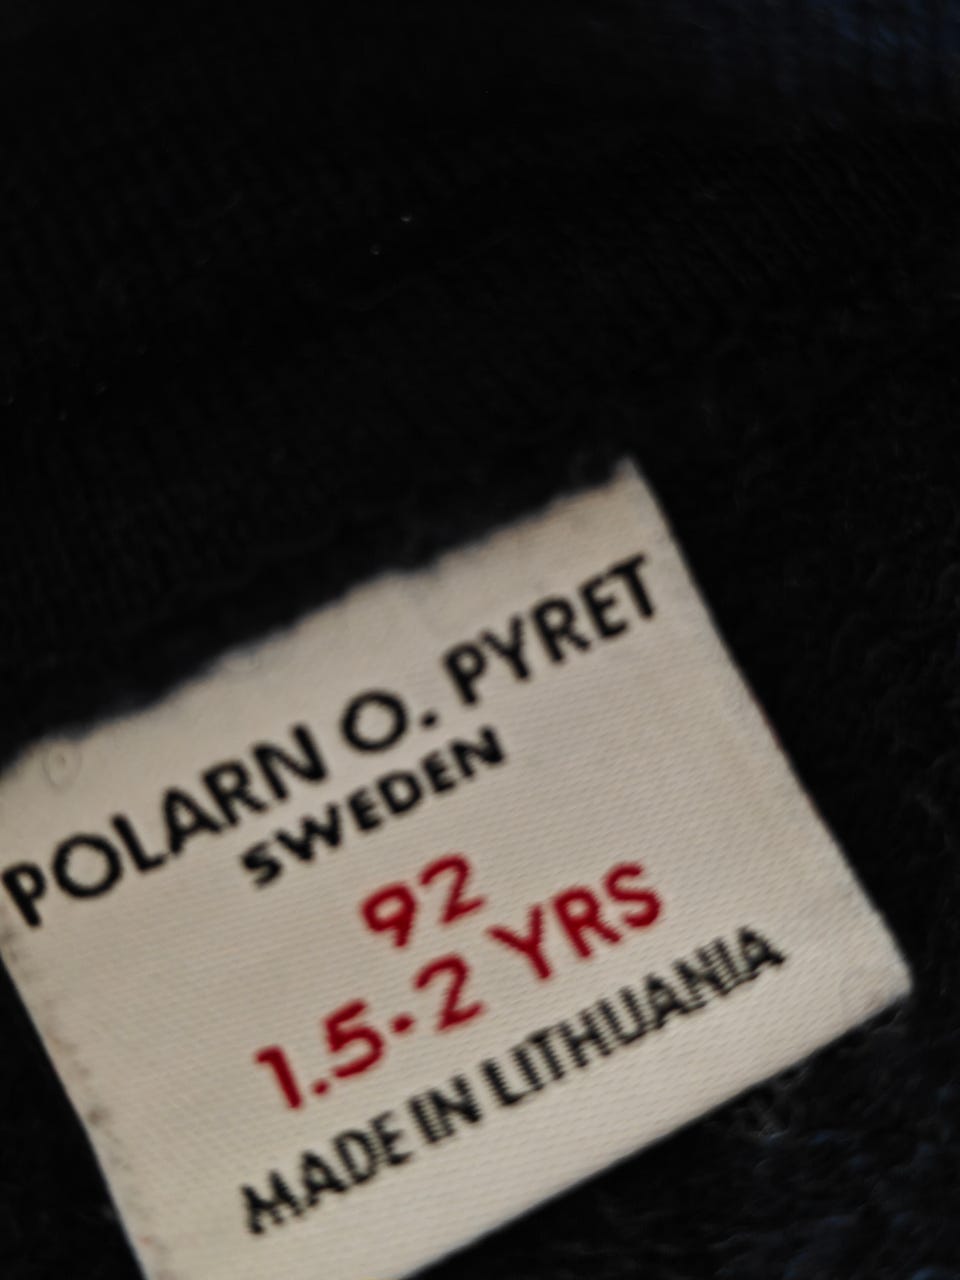 POLARN O. PYRET
SWEDEN
92
1.5-2 YRS
MADE IN LITHUANIA